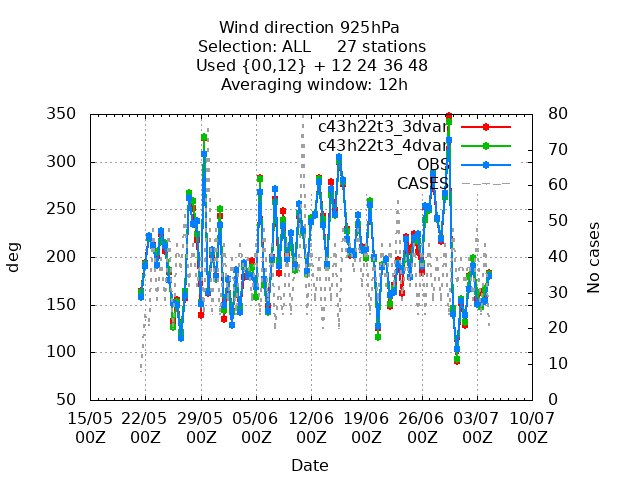 Wind direction 925hPa
Selection: ALL     27 stations
Used {00,12} + 12 24 36 48
Averaging window: 12h
350
300
250
200
150
100
50
deg
80
70
60
50
40
30
20
10
0
No cases
c43h22t3_3dvar
c43h22t3_4dvar
OBS
CASES
15/05 22/05 29/05 05/06 12/06 19/06 26/06 03/07 10/07
00Z 00Z 00Z 00Z 00Z 00Z 00Z 00Z 00Z
Date